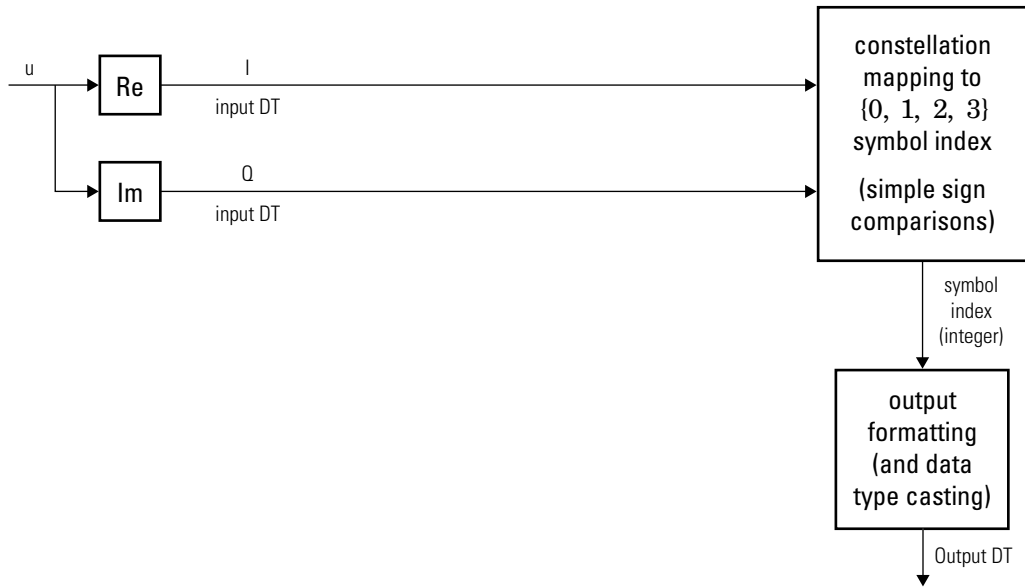 u
Re
I
input DT
Im
Q
input DT
constellation
mapping to
{0, 1, 2, 3}
symbol index
(simple sign
comparisons)
symbol
index
(integer)
output
formatting
(and data
type casting)
Output DT